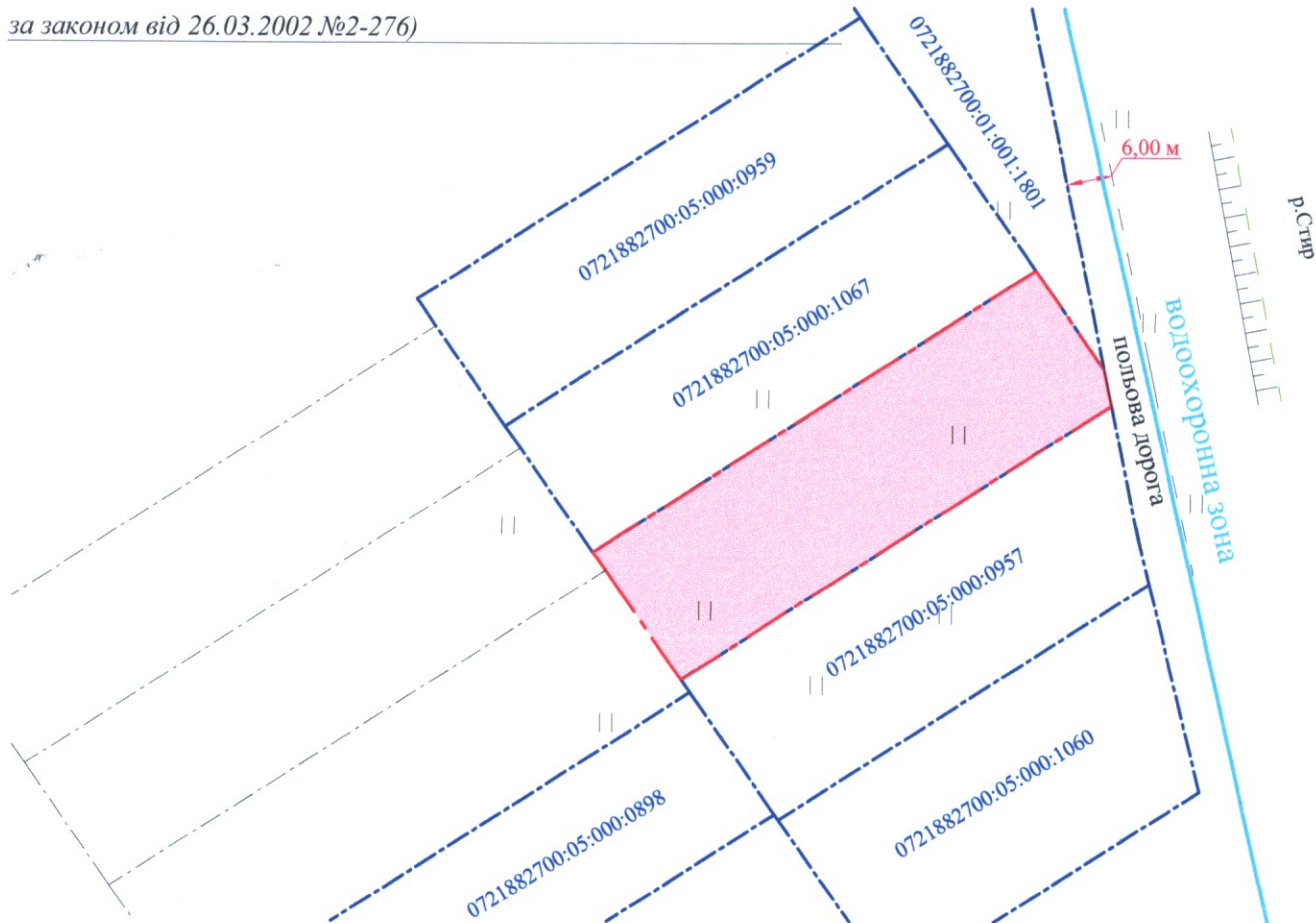 за законом від 26.03.2002 №2-276)
0721882700:01:001:1801
6,00 м
р.Стир
0721882700:05:000:0959
0721882700:05:000:1067
водоохоронна зона
польова дорога
0721882700:05:000:0957
0721882700:05:000:1060
0721882700:05:000:0898